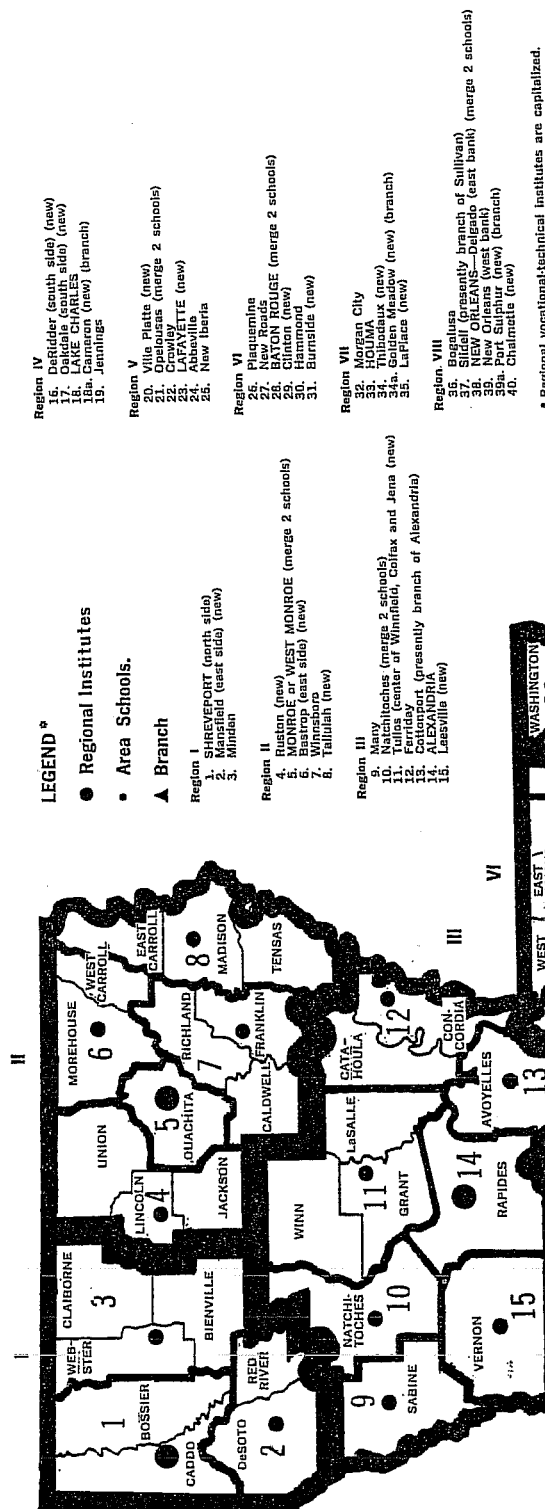 LEGEND*
● Regional Institutes
• Area Schools.
▲ Branch
Region I
1. SHREVEPORT (north side)
2. Mansfield (east side) (new)
3. Minden
Region II
4. Ruston (new)
5. MONROE or WEST MONROE (merge 2 schools)
6. Bastrop (east side) (new)
7. Winnsboro
8. Tallulah (new)
Region III
9. Many
10. Natchitoches (merge 2 schools)
11. Tullos (center of Winnfield, Colfax and Jena (new)
12. Ferriday
13. Cottonport (presently branch of Alexandria)
14. ALEXANDRIA
15. Leesville (new)
Region IV
16. DeRidder (south side) (new)
17. Oakdale (south side) (new)
18. LAKE CHARLES
18a. Cameron (new) (branch)
19. Jennings
Region V
20. Ville Platte (new)
21. Opelousas (merge 2 schools)
22. Crowley
23. LAFAYETTE (new)
24. Abbeville
25. New Iberia
Region VI
26. Plaquemine
27. New Roads
28. BATON ROUGE (merge 2 schools)
29. Clinton (new)
30. Hammond
31. Burnside (new)
Region VII
32. Morgan City
33. HOUMA
34. Thibodaux (new)
34a. Golden Meadow (new) (branch)
35. LaPlace (new)
Region VIII
36. Bogalusa
37. Slidell (presently branch of Sullivan)
38. NEW ORLEANS—Delgado (east bank) (merge 2 schools)
39. New Orleans (west bank)
39a. Port Sulphur (new) (branch)
40. Chalmette (new)
* Regional vocational-technical institutes are capitalized.
I
II
1
BOSSIER
CADDO
WEB-
STER
CLAIBORNE
3
BIENVILLE
2
DeSOTO
RED
RIVER
UNION
LINCOLN
4
JACKSON
5
OUACHITA
MOREHOUSE
6
WEST
CARROLL
EAST
CARROLL
RICHLAND
7
FRANKLIN
CALDWELL
8
MADISON
TENSAS
9
SABINE
NATCHI-
TOCHES
10
WINN
11
GRANT
LaSALLE
CATA-
HOULA
12
CON-
CORDIA
III
VERNON
15
14
RAPIDES
AVOYELLES
13
VI
WEST
EAST
WASHINGTON